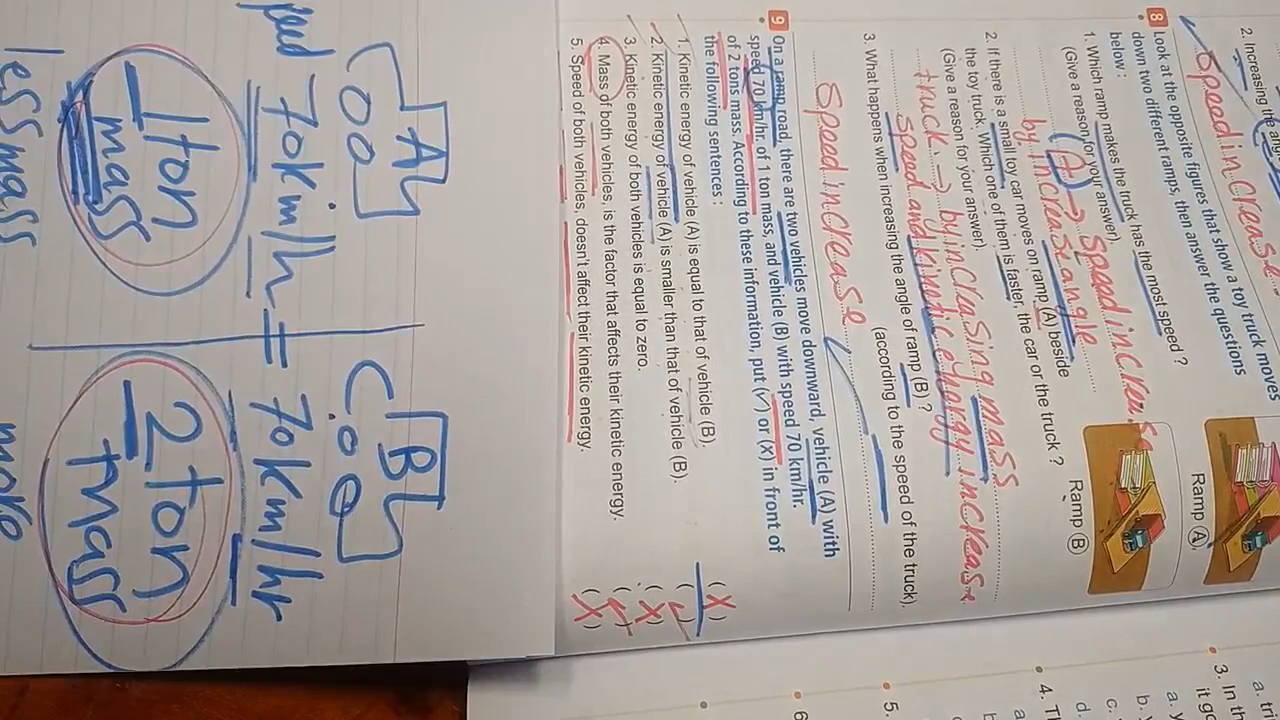 2. Increasing the
Speed increase
8 Look at the opposite figures that show a toy truck moves
down two different ramps, then answer the questions
below :
1. Which ramp makes the truck has the most speed ?
(Give a reason for your answer).
(A) → Speed increase
by increase angle
2. If there is a small toy car moves on ramp (A) beside
the toy truck. Which one of them is faster, the car or the truck ?
(Give a reason for your answer).
truck → by increasing mass
speed and kinetic energy increase
3. What happens when increasing the angle of ramp (B) ?
(according to the speed of the truck).
Speed increase
Ramp A
Ramp B
9 On a ramp road, there are two vehicles move downward, vehicle (A) with
speed 70 km/hr. of 1 ton mass, and vehicle (B) with speed 70 km/hr.
of 2 tons mass. According to these information, put (✓) or (X) in front of
the following sentences :
1. Kinetic energy of vehicle (A) is equal to that of vehicle (B). (X)
2. Kinetic energy of vehicle (A) is smaller than that of vehicle (B). (✓)
3. Kinetic energy of both vehicles is equal to zero. (X)
4. Mass of both vehicles, is the factor that affects their kinetic energy. (✓)
5. Speed of both vehicles, doesn't affect their kinetic energy. (X)
A
B
70km/h = 70km/hr
1 ton
mass
2 ton
mass
less mass
more
3. In th
it go
a.
b.
c.
d.
4. Th
a
b
5.
6